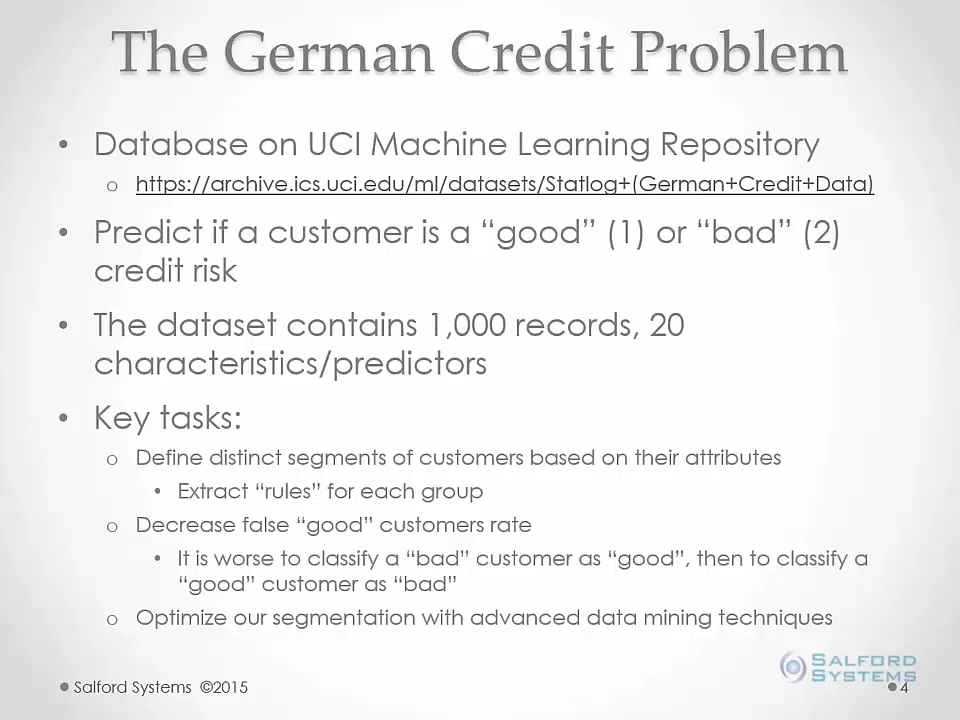 The German Credit Problem
• Database on UCI Machine Learning Repository
o https://archive.ics.uci.edu/ml/datasets/Statlog+(German+Credit+Data)
• Predict if a customer is a “good” (1) or “bad” (2)
credit risk
• The dataset contains 1,000 records, 20
characteristics/predictors
• Key tasks:
o Define distinct segments of customers based on their attributes
• Extract “rules” for each group
o Decrease false “good” customers rate
• It is worse to classify a “bad” customer as “good”, then to classify a
“good” customer as “bad”
o Optimize our segmentation with advanced data mining techniques
SALFORD
SYSTEMS
• Salford Systems ©2015
• 4